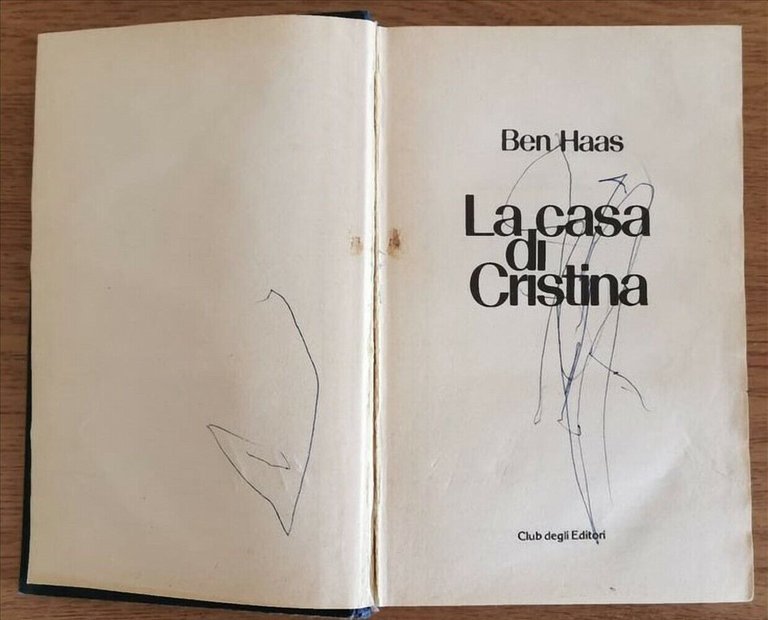 Ben Haas
La casa
di
Cristina
Club degli Editori